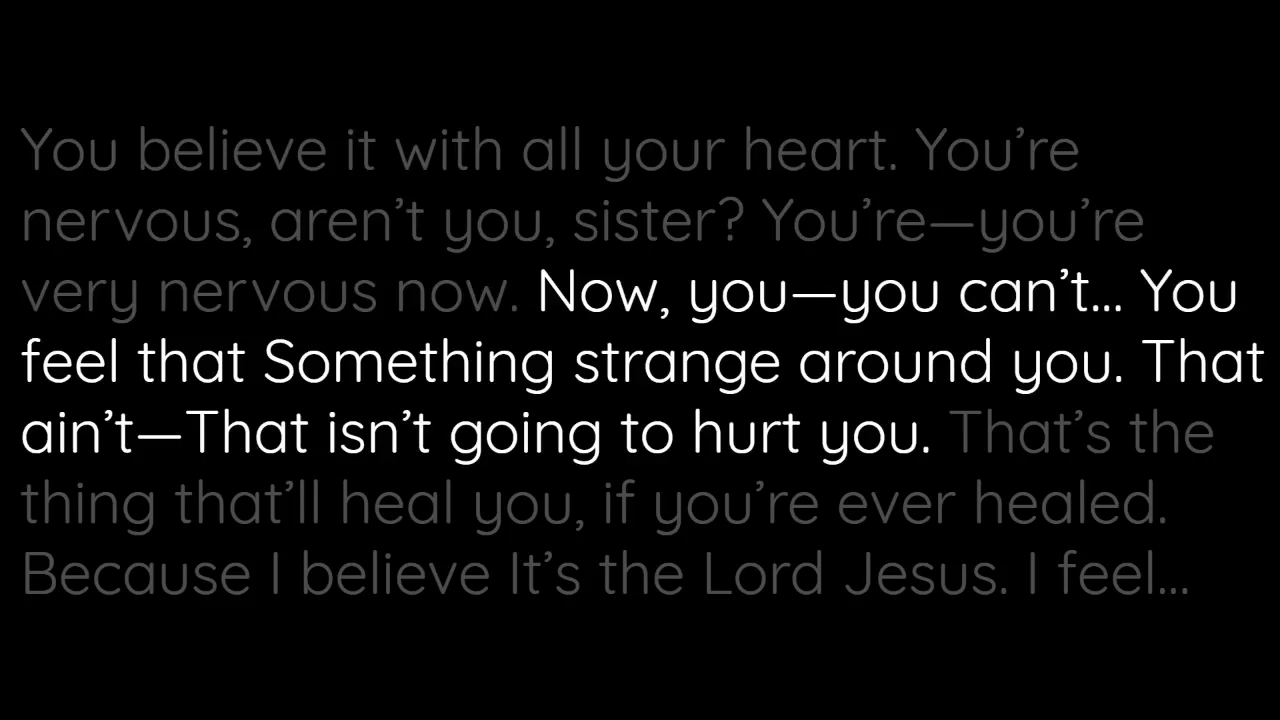 You believe it with all your heart. You’re
nervous, aren’t you, sister? You’re—you’re
very nervous now. Now, you—you can’t... You
feel that Something strange around you. That
ain’t—That isn’t going to hurt you. That’s the
thing that’ll heal you, if you’re ever healed.
Because I believe It’s the Lord Jesus. I feel...